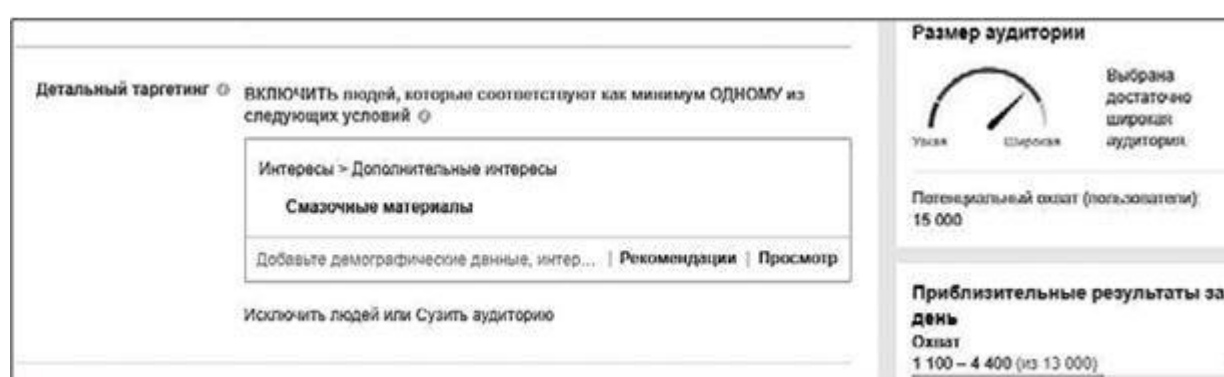 Детальный таргетинг
ВКЛЮЧИТЬ людей, которые соответствуют как минимум ОДНОМУ из
следующих условий
Интересы > Дополнительные интересы
Смазочные материалы
Добавьте демографические данные, интер... | Рекомендации | Просмотр
Исключить людей или Сузить аудиторию
Размер аудитории
Узкая
Широкая
Выбрана
достаточно
широкая
аудитория.
Потенциальный охват (пользователи):
15 000
Приблизительные результаты за
день
Охват
1 100 – 4 400 (из 13 000)